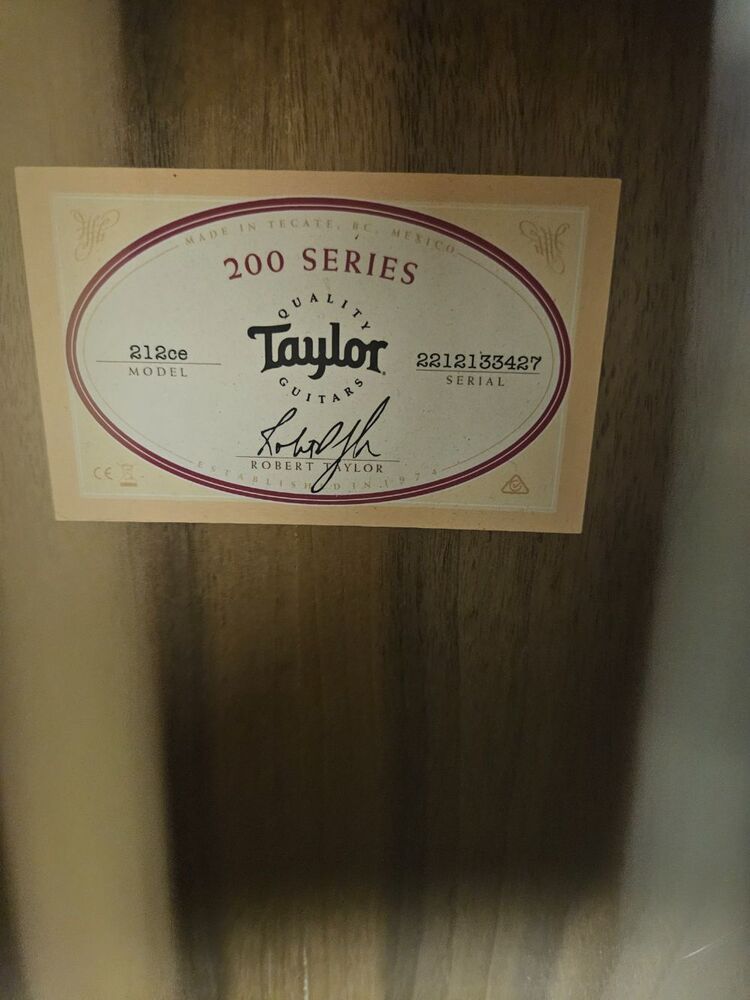 MADE IN TECATE, BC, MEXICO
200 SERIES
QUALITY
Taylor
GUITARS
212ce
MODEL
2212133427
SERIAL
ROBERT TAYLOR
ESTABLISHED IN 1974
CE